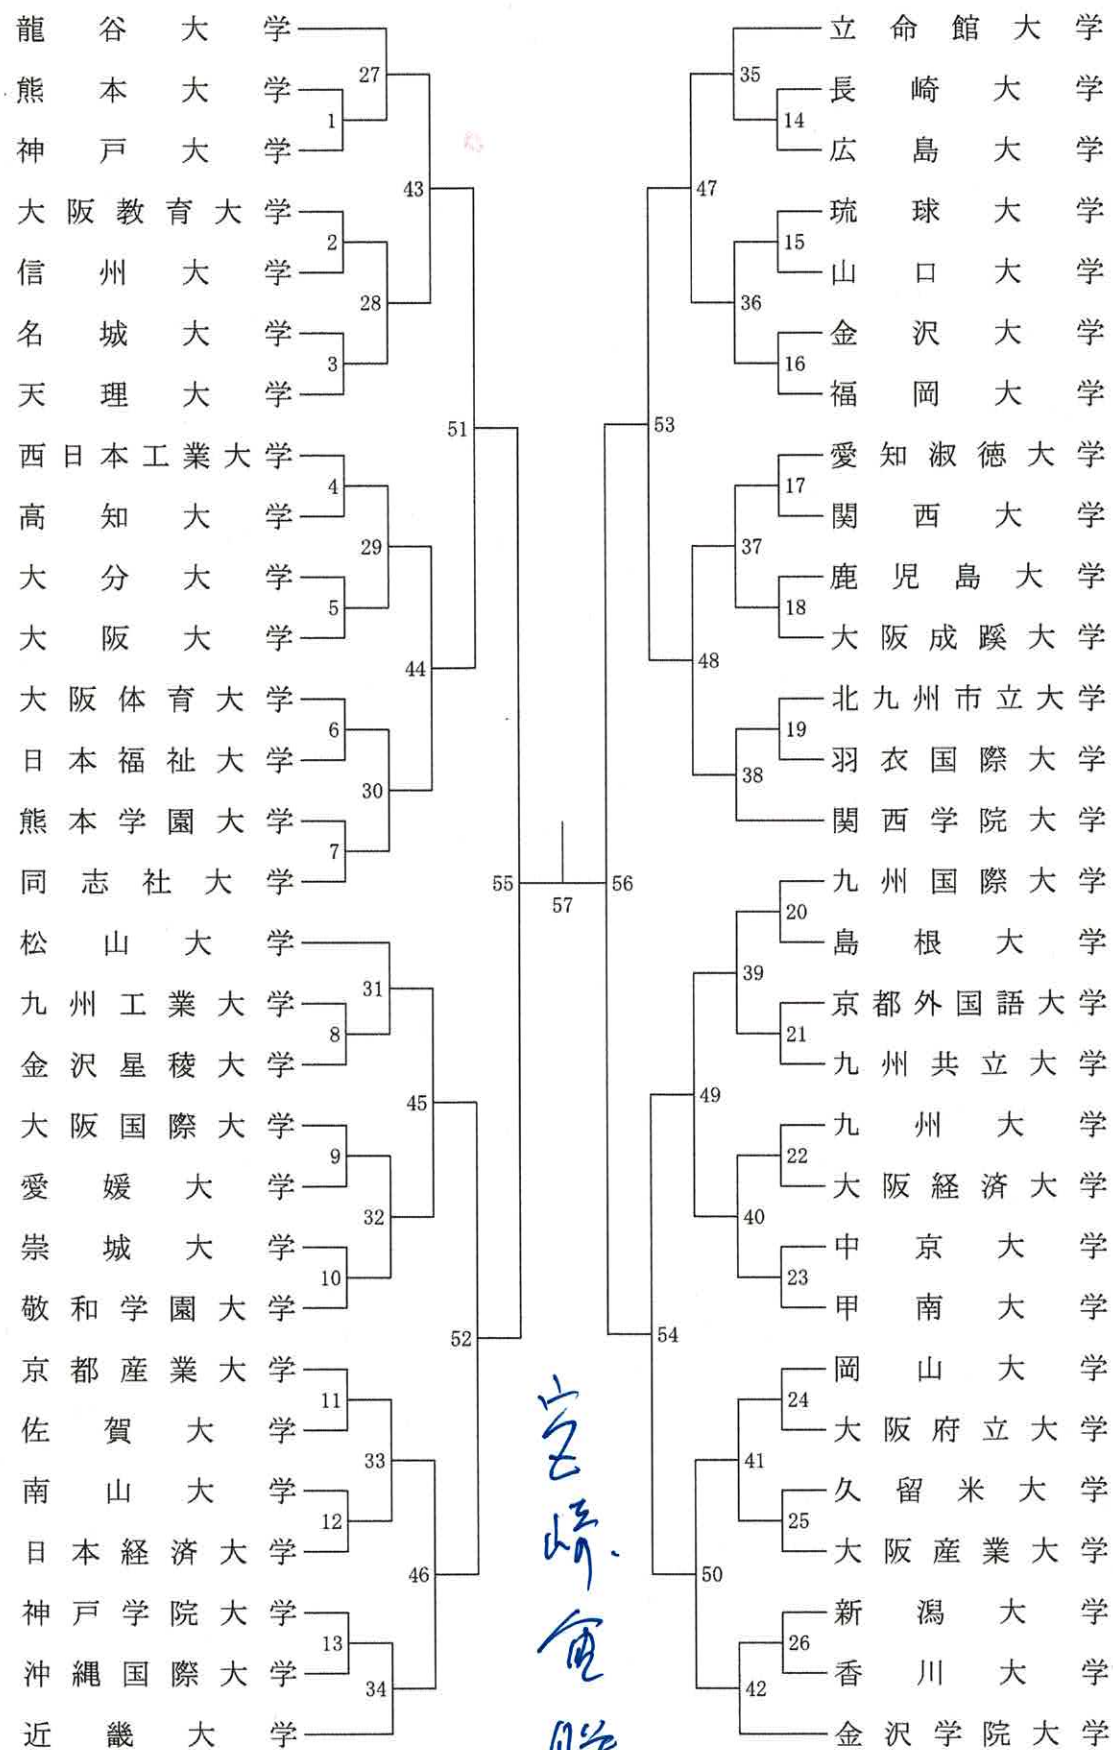 龍谷大学
熊本大学
神戸大学
大阪教育大学
信州大学
名城大学
天理大学
西日本工業大学
高知大学
大分大学
大阪大学
大阪体育大学
日本福祉大学
熊本学園大学
同志社大学
松山大学
九州工業大学
金沢星稜大学
大阪国際大学
愛媛大学
崇城大学
敬和学園大学
京都産業大学
佐賀大学
南山大学
日本経済大学
神戸学院大学
沖縄国際大学
近畿大学
1
2
3
4
5
6
7
8
9
10
11
12
13
27
28
29
30
31
32
33
34
43
44
45
46
51
52
55
57
56
53
54
47
48
49
50
35
36
37
38
39
40
41
42
14
15
16
17
18
19
20
21
22
23
24
25
26
立命館大学
長崎大学
広島大学
琉球大学
山口大学
金沢大学
福岡大学
愛知淑徳大学
関西大学
鹿児島大学
大阪成蹊大学
北九州市立大学
羽衣国際大学
関西学院大学
九州国際大学
島根大学
京都外国語大学
九州共立大学
九州大学
大阪経済大学
中京大学
甲南大学
岡山大学
大阪府立大学
久留米大学
大阪産業大学
新潟大学
香川大学
金沢学院大学